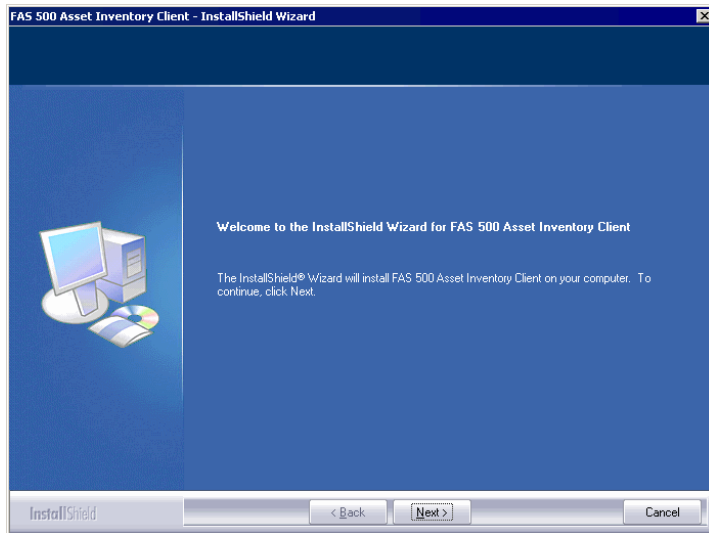 FAS 500 Asset Inventory Client - InstallShield Wizard
Welcome to the InstallShield Wizard for FAS 500 Asset Inventory Client
The InstallShield® Wizard will install FAS 500 Asset Inventory Client on your computer. To
continue, click Next.
InstallShield
< Back Next > Cancel